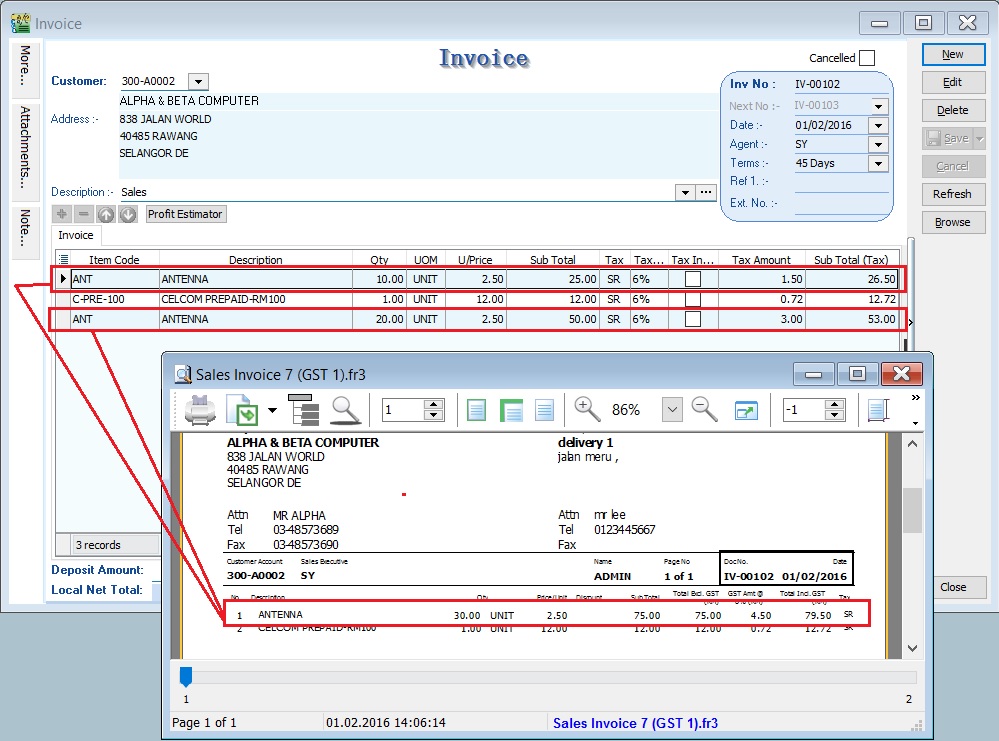 Invoice
More...
Attachments...
Note...
Invoice
Cancelled
Customer: 300-A0002
ALPHA & BETA COMPUTER
Address :- 838 JALAN WORLD
40485 RAWANG
SELANGOR DE
Description :- Sales
Inv No : IV-00102
Next No :- IV-00103
Date :- 01/02/2016
Agent :- SY
Terms :- 45 Days
Ref 1. :-
Ext. No. :-
New
Edit
Delete
Save
Cancel
Refresh
Browse
Close
Profit Estimator
Invoice
Item Code Description Qty UOM U/Price Sub Total Tax Tax... Tax In... Tax Amount Sub Total (Tax)
ANT ANTENNA 10.00 UNIT 2.50 25.00 SR 6% 1.50 26.50
C-PRE-100 CELCOM PREPAID-RM100 1.00 UNIT 12.00 12.00 SR 6% 0.72 12.72
ANT ANTENNA 20.00 UNIT 2.50 50.00 SR 6% 3.00 53.00
3 records
Deposit Amount:
Local Net Total:
Sales Invoice 7 (GST 1).fr3
1 86% -1
ALPHA & BETA COMPUTER delivery 1
838 JALAN WORLD jalan meru ,
40485 RAWANG
SELANGOR DE
Attn MR ALPHA Attn mr lee
Tel 03-48573689 Tel 0123445667
Fax 03-48573690 Fax
Customer Account Sales Executive Name Page No Doc No. Date
300-A0002 SY ADMIN 1 of 1 IV-00102 01/02/2016
No Description Qty Price/Unit Discount Sub Total Total Excl. GST GST Amt @ Total Incl. GST Tax
1 ANTENNA 30.00 UNIT 2.50 75.00 75.00 4.50 79.50 SR
2 CELCOM PREPAID-RM100 1.00 UNIT 12.00 12.00 12.00 0.72 12.72 SR
1 2
Page 1 of 1 01.02.2016 14:06:14 Sales Invoice 7 (GST 1).fr3